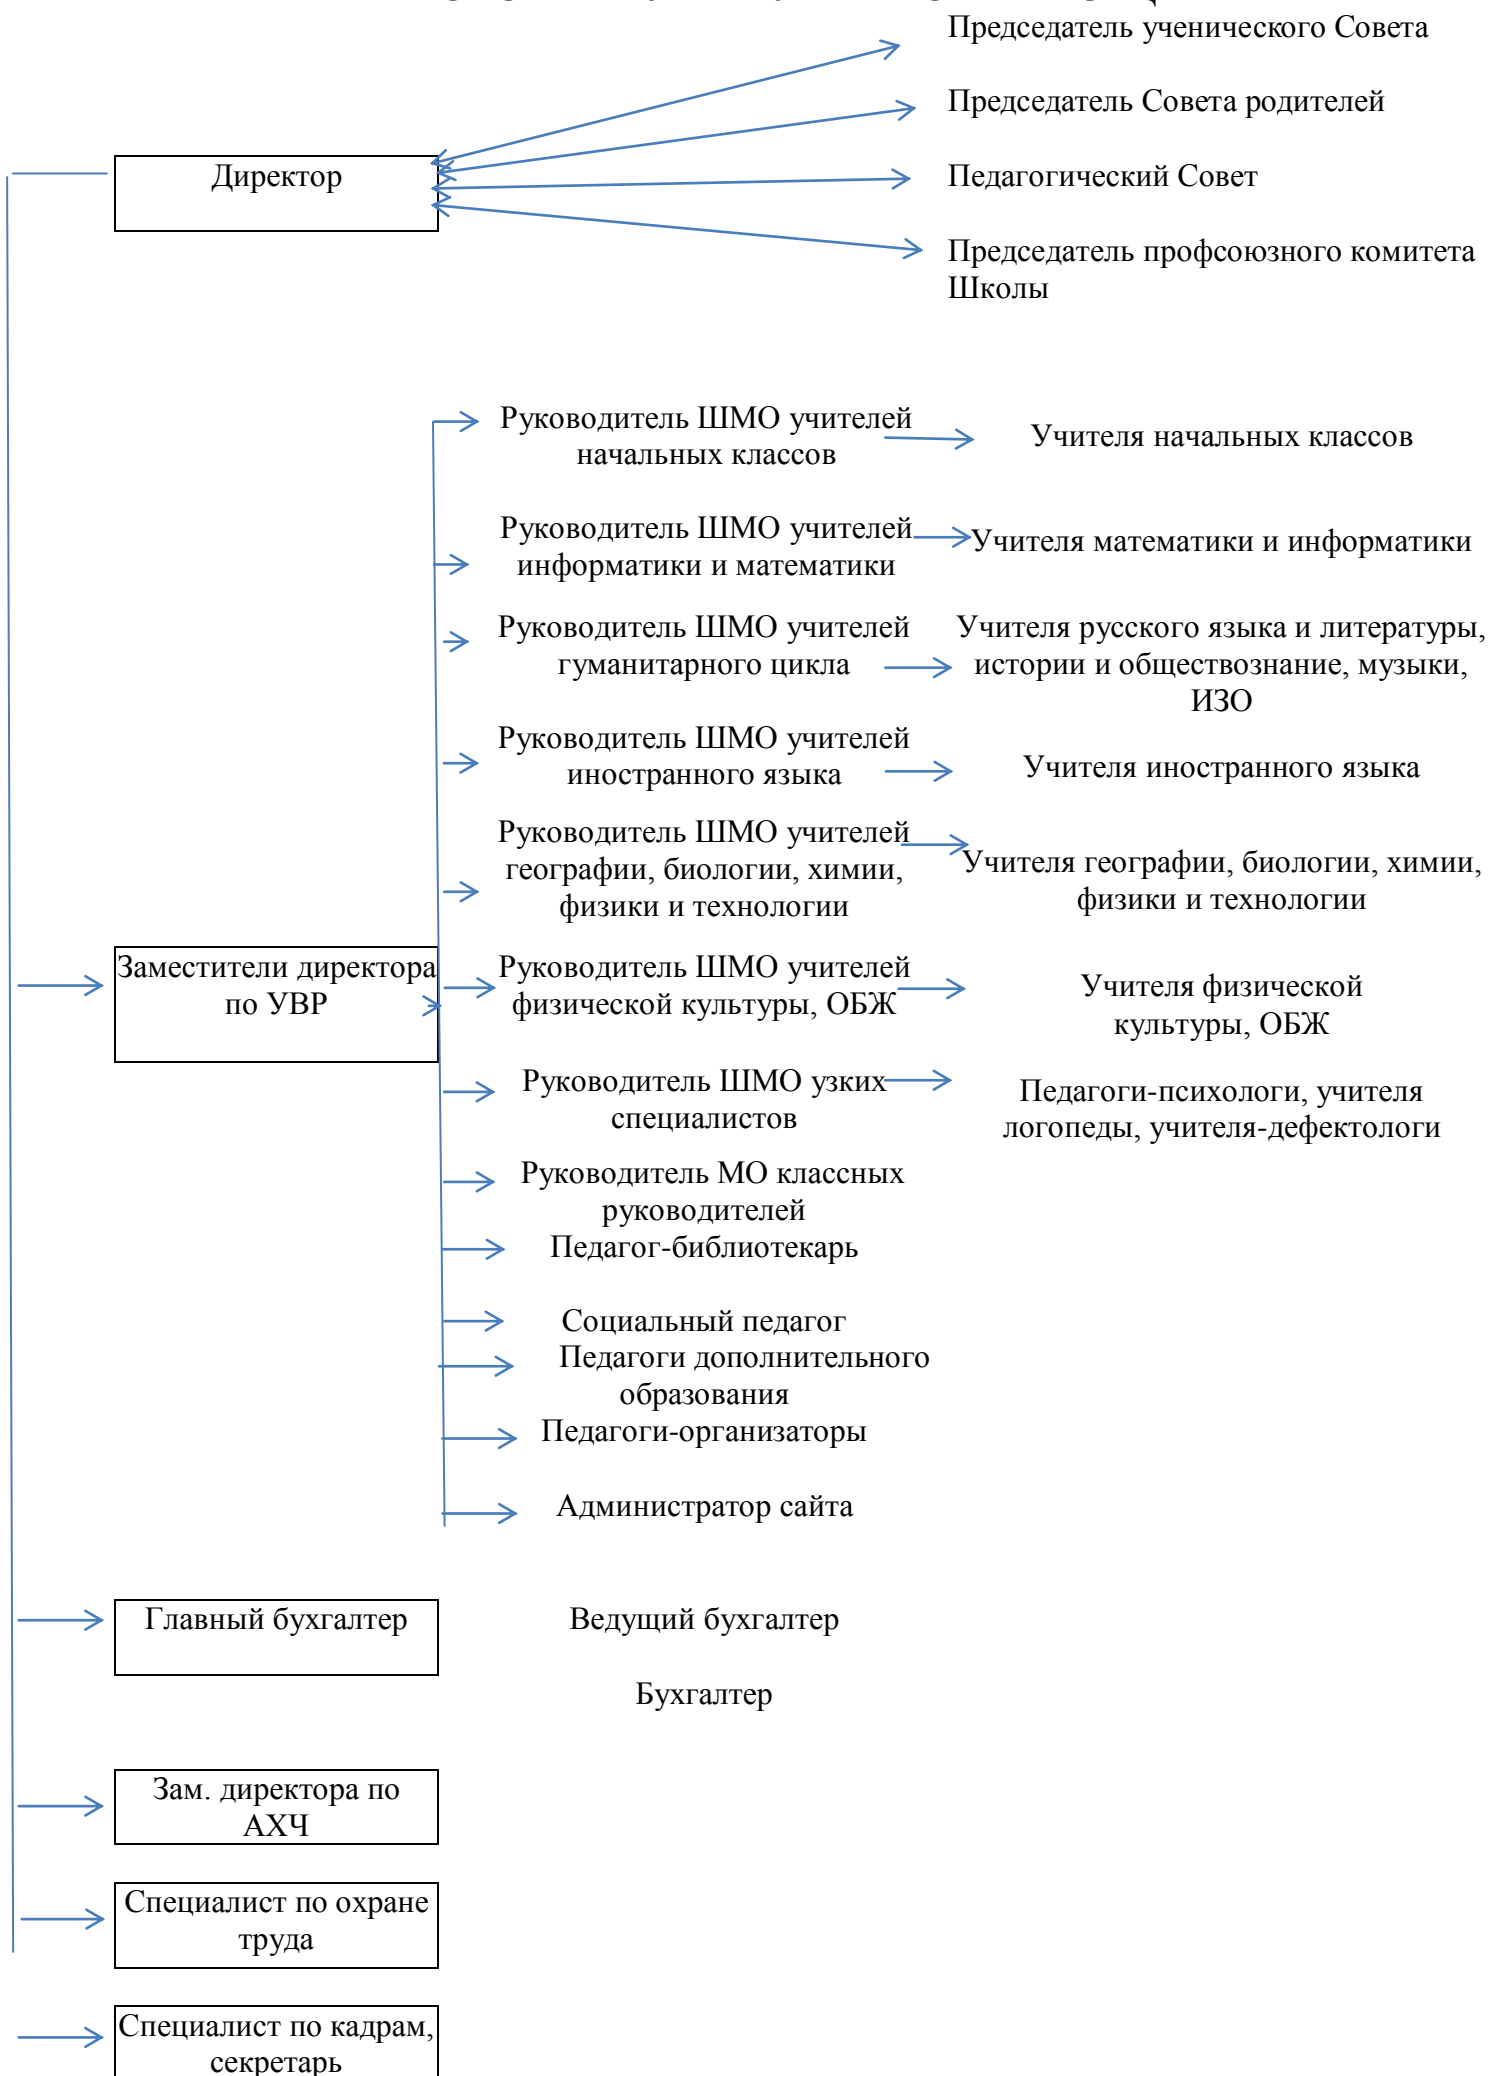 Председатель ученического Совета
Председатель Совета родителей
Директор
Педагогический Совет
Председатель профсоюзного комитета
Школы
Руководитель ШМО учителей
начальных классов
Учителя начальных классов
Руководитель ШМО учителей
информатики и математики
Учителя математики и информатики
Руководитель ШМО учителей
гуманитарного цикла
Учителя русского языка и литературы,
истории и обществознание, музыки,
ИЗО
Руководитель ШМО учителей
иностранного языка
Учителя иностранного языка
Руководитель ШМО учителей
географии, биологии, химии,
физики и технологии
Учителя географии, биологии, химии,
физики и технологии
Заместители директора
по УВР
Руководитель ШМО учителей
физической культуры, ОБЖ
Учителя физической
культуры, ОБЖ
Руководитель ШМО узких
специалистов
Педагоги-психологи, учителя
логопеды, учителя-дефектологи
Руководитель МО классных
руководителей
Педагог-библиотекарь
Социальный педагог
Педагоги дополнительного
образования
Педагоги-организаторы
Администратор сайта
Главный бухгалтер
Ведущий бухгалтер
Бухгалтер
Зам. директора по
АХЧ
Специалист по охране
труда
Специалист по кадрам,
секретарь